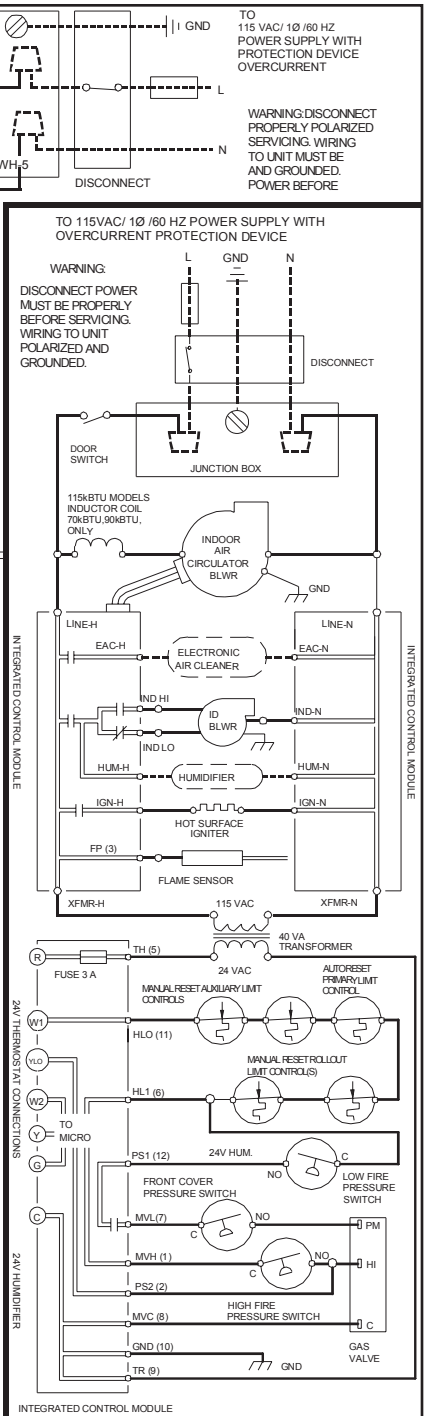 GND
TO
115 VAC/ 1Ø /60 HZ
POWER SUPPLY WITH
PROTECTION DEVICE
OVERCURRENT
L
WARNING:DISCONNECT
PROPERLY POLARIZED
SERVICING. WIRING
TO UNIT MUST BE
AND GROUNDED.
POWER BEFORE
N
WH-5
DISCONNECT
TO 115VAC/ 1Ø /60 HZ POWER SUPPLY WITH
OVERCURRENT PROTECTION DEVICE
WARNING:
DISCONNECT POWER
MUST BE PROPERLY
BEFORE SERVICING.
WIRING TO UNIT
POLARIZED AND
GROUNDED.
L GND N
DISCONNECT
DOOR
SWITCH
JUNCTION BOX
115kBTU MODELS
INDUCTOR COIL
70kBTU,90kBTU,
ONLY
INDOOR
AIR
CIRCULATOR
BLWR
GND
INTEGRATED CONTROL MODULE
INTEGRATED CONTROL MODULE
LINE-H
LINE-N
EAC-H
ELECTRONIC
AIR CLEANER
EAC-N
IND HI
ID
BLWR
IND-N
IND LO
HUM-H
HUMIDIFIER
HUM-N
IGN-H
HOT SURFACE
IGNITER
IGN-N
FP (3)
FLAME SENSOR
XFMR-H
115 VAC
XFMR-N
40 VA
TRANSFORMER
24 VAC
R
FUSE 3 A
TH (5)
MANUAL RESET AUXILIARY LIMIT
CONTROLS
AUTO RESET
PRIMARY LIMIT
CONTROL
24V THERMOSTAT CONNECTIONS
W1
HLO (11)
YLO
MANUAL RESET ROLLOUT
LIMIT CONTROL(S)
W2
HL1 (6)
TO
MICRO
Y
G
PS1 (12)
24V HUM.
NO
C
LOW FIRE
PRESSURE
SWITCH
FRONT COVER
PRESSURE SWITCH
C
MVL(7)
C
NO
PM
24V HUMIDIFIER
MVH (1)
C
NO
HI
PS2 (2)
HIGH FIRE
PRESSURE SWITCH
MVC (8)
C
GAS
VALVE
GND (10)
GND
TR (9)
INTEGRATED CONTROL MODULE